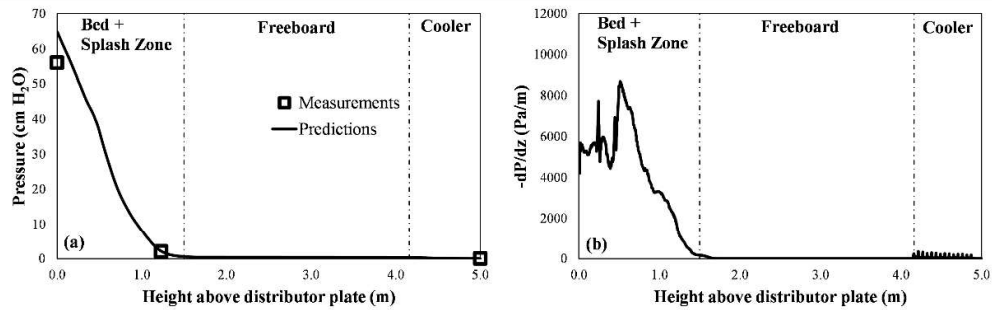 70
60
50
40
30
20
10
0
Pressure (cm H₂O)
Bed +
Splash Zone
Freeboard
Cooler
Measurements
Predictions
(a)
0.0 1.0 2.0 3.0 4.0 5.0
Height above distributor plate (m)
12000
10000
8000
6000
4000
2000
0
-dP/dz (Pa/m)
Bed +
Splash Zone
Freeboard
Cooler
(b)
0.0 1.0 2.0 3.0 4.0 5.0
Height above distributor plate (m)